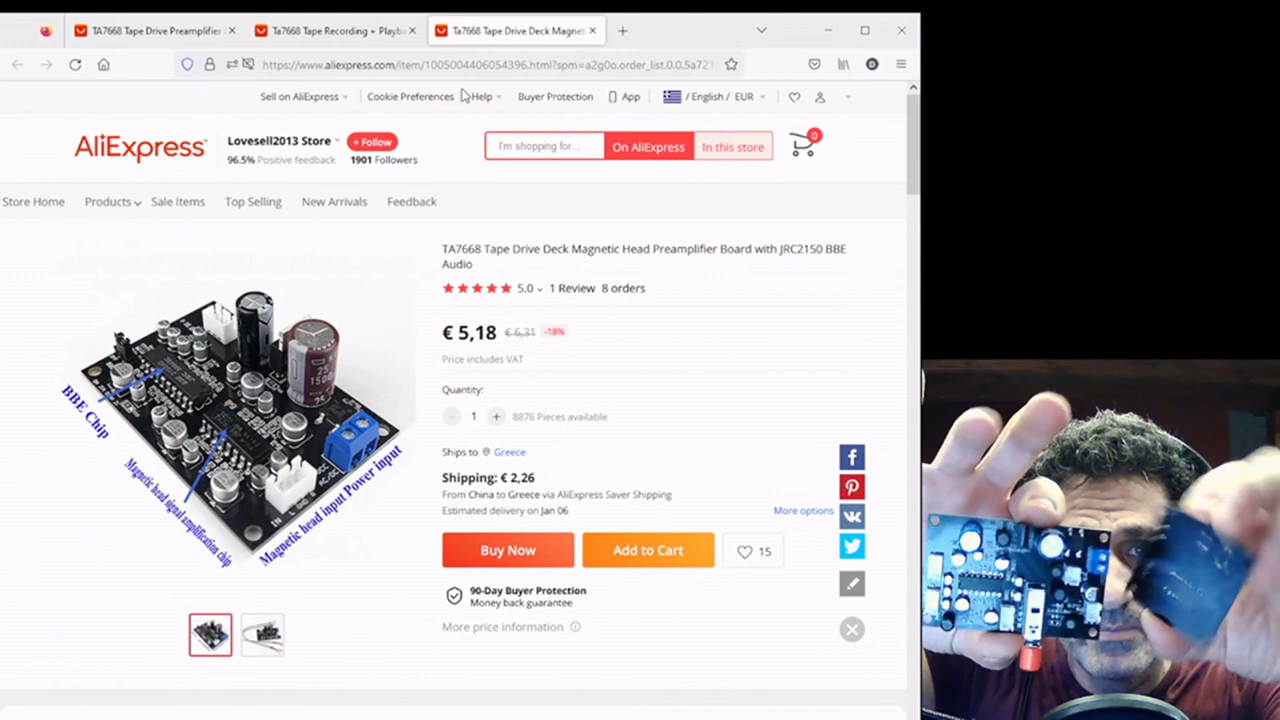 TA7668 Tape Drive Preamplifier
Ta7668 Tape Recording + Playba
Ta7668 Tape Drive Deck Magnet
https://www.aliexpress.com/item/1005004406054396.html?spm=a2g0o.order_list.0.0.5a721
Sell on AliExpress
Cookie Preferences
Help
Buyer Protection
App
/ English / EUR
AliExpress
Lovesell2013 Store
+ Follow
96.5% Positive feedback
1901 Followers
I'm shopping for...
On AliExpress
In this store
0
Store Home
Products
Sale Items
Top Selling
New Arrivals
Feedback
TA7668 Tape Drive Deck Magnetic Head Preamplifier Board with JRC2150 BBE
Audio
5.0
1 Review
8 orders
€ 5,18
€ 6,31
-18%
Price includes VAT
Quantity:
1
8876 Pieces available
Ships to
Greece
Shipping: € 2,26
From China to Greece via AliExpress Saver Shipping
Estimated delivery on Jan 06
More options
Buy Now
Add to Cart
15
90-Day Buyer Protection
Money back guarantee
More price information
BBE Chip
Magnetic head signal amplification chip
Magnetic head input
Power input